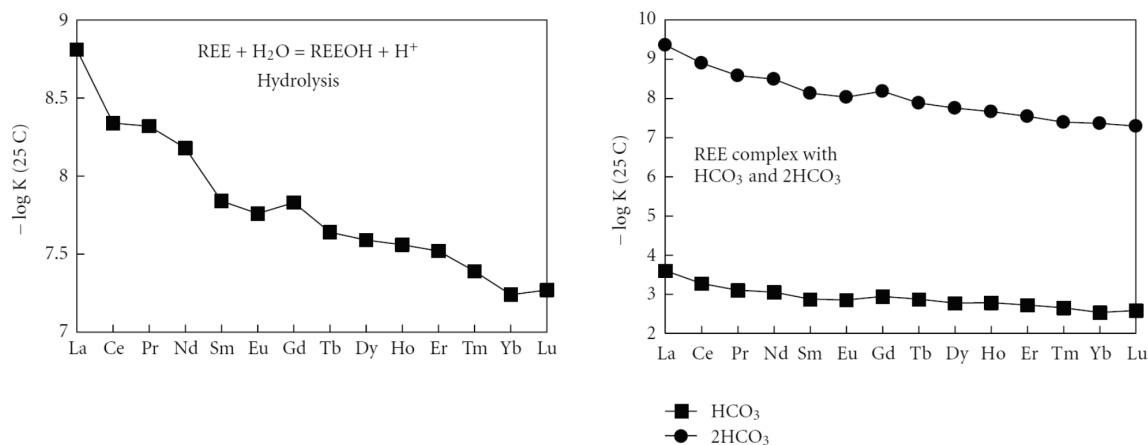 9
8.5
8
7.5
7
− log K (25 C)
REE + H₂O = REEOH + H⁺
Hydrolysis
La Ce Pr Nd Sm Eu Gd Tb Dy Ho Er Tm Yb Lu
10
9
8
7
6
5
4
3
2
− log K (25 C)
REE complex with
HCO₃ and 2HCO₃
La Ce Pr Nd Sm Eu Gd Tb Dy Ho Er Tm Yb Lu
HCO₃
2HCO₃